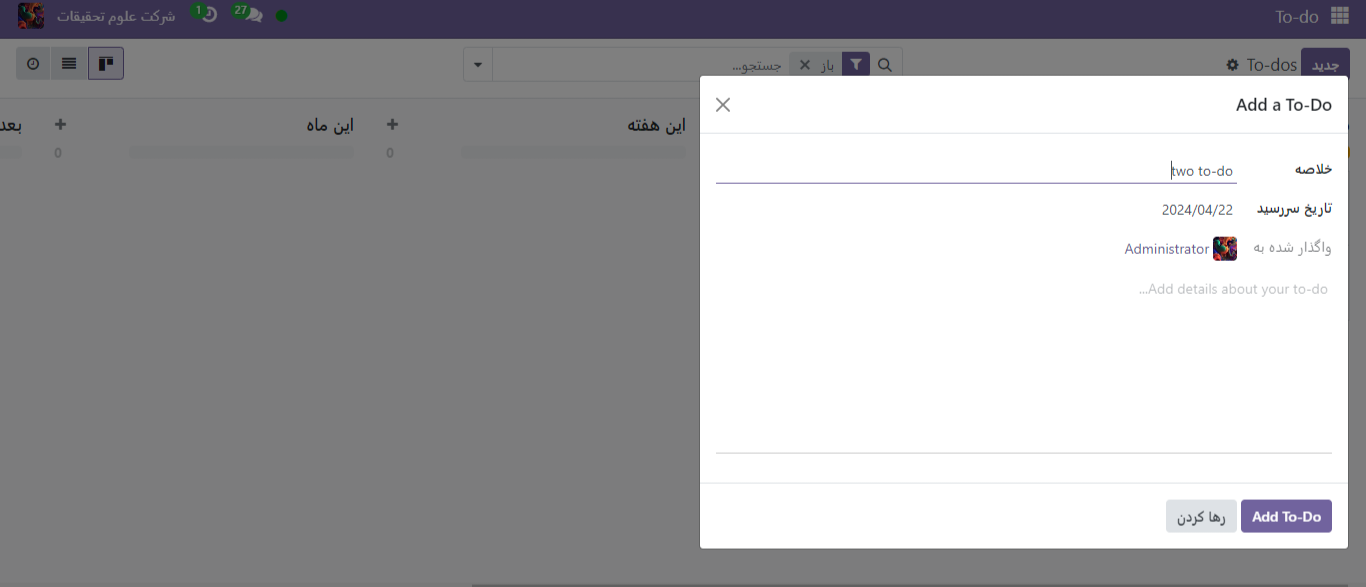 To-do
27
1
شرکت علوم تحقیقات
جدید
To-dos
باز
جستجو...
این هفته
این ماه
0
بعد
0
Add a To-Do
خلاصه
two to-do
تاریخ سررسید
2024/04/22
واگذار شده به
Administrator
Add details about your to-do...
Add To-Do
رها کردن